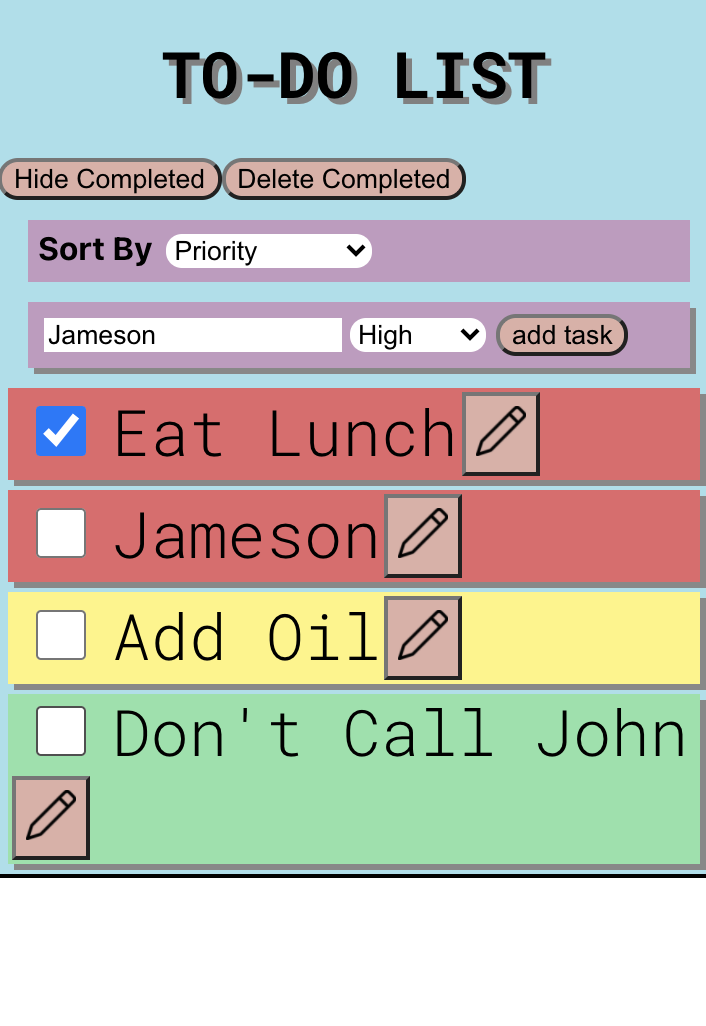 TO-DO LIST
Hide Completed Delete Completed
Sort By Priority
Jameson High add task
Eat Lunch
Jameson
Add Oil
Don't Call John